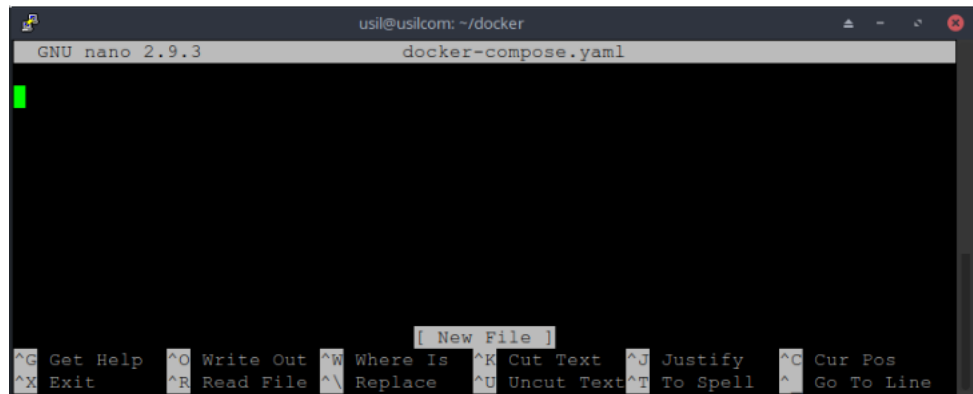 usil@usilcom: ~/docker
GNU nano 2.9.3 docker-compose.yaml
[ New File ]
^G Get Help ^O Write Out ^W Where Is ^K Cut Text ^J Justify ^C Cur Pos
^X Exit ^R Read File ^\ Replace ^U Uncut Text ^T To Spell ^_ Go To Line